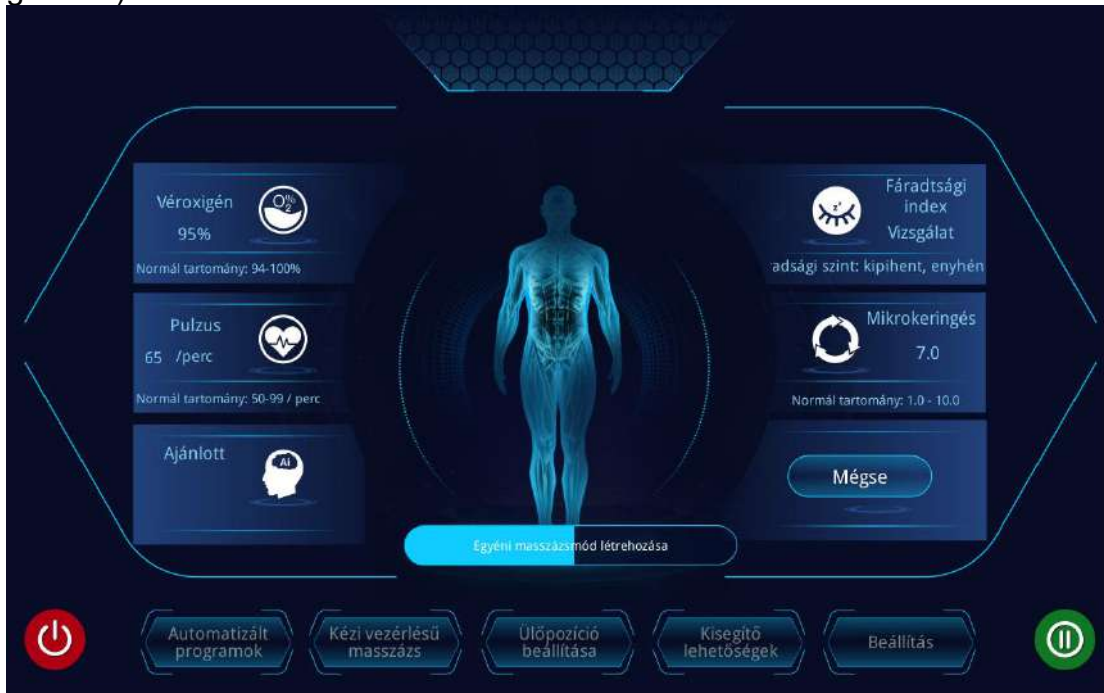 Véroxigén
95%
Normál tartomány: 94-100%
Pulzus
65 /perc
Normál tartomány: 50-99 / perc
Ajánlott
Ai
Fáradtsági
index
Vizsgálat
adsági szint: kipihent, enyhén
Mikrokeringés
7.0
Normál tartomány: 1.0 - 10.0
Mégse
Egyéni masszázsmód létrehozása
Automatizált
programok
Kézi vezérlésű
masszázs
Ülőpozíció
beállítása
Kisegítő
lehetőségek
Beállítás